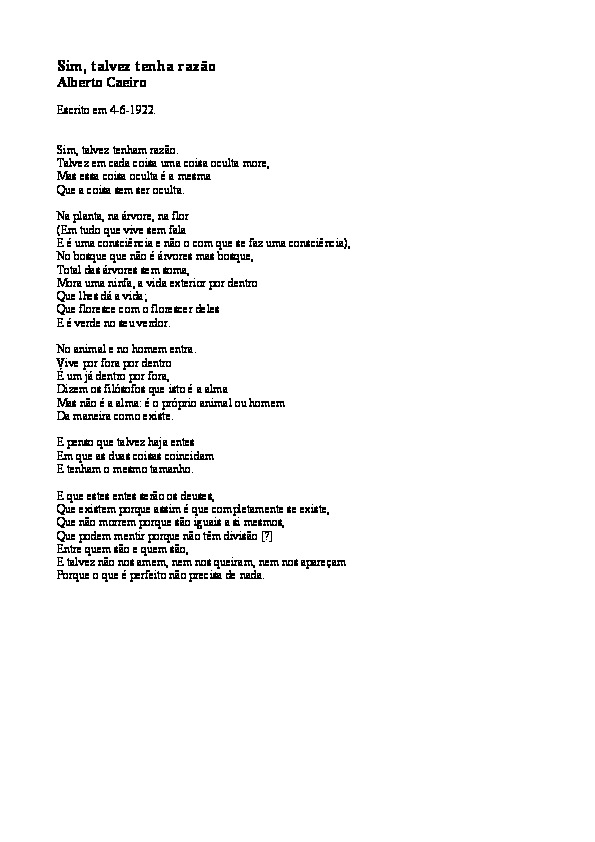 Sim, talvez tenha razão
Alberto Caeiro
Escrito em 4-6-1922.
Sim, talvez tenham razão.
Talvez em cada coisa uma coisa oculta more,
Mas essa coisa oculta é a mesma
Que a coisa sem ser oculta.
Na planta, na árvore, na flor
(Em tudo que vive sem fala
E é uma consciência e não o com que se faz uma consciência),
No bosque que não é árvores mas bosque,
Total das árvores sem soma,
Mora uma ninfa, a vida exterior por dentro
Que lhes dá a vida;
Que floresce com o florescer deles
E é verde no seu verdor.
No animal e no homem entra.
Vive por fora por dentro
É um já dentro por fora,
Dizem os filósofos que isto é a alma
Mas não é a alma: é o próprio animal ou homem
Da maneira como existe.
E penso que talvez haja entes
Em que as duas coisas coincidam
E tenham o mesmo tamanho.
E que estes entes serão os deuses,
Que existem porque assim é que completamente se existe,
Que não morrem porque são iguais a si mesmos,
Que podem mentir porque não têm divisão [?]
Entre quem são e quem são,
E talvez não nos amem, nem nos queiram, nem nos apareçam
Porque o que é perfeito não precisa de nada.